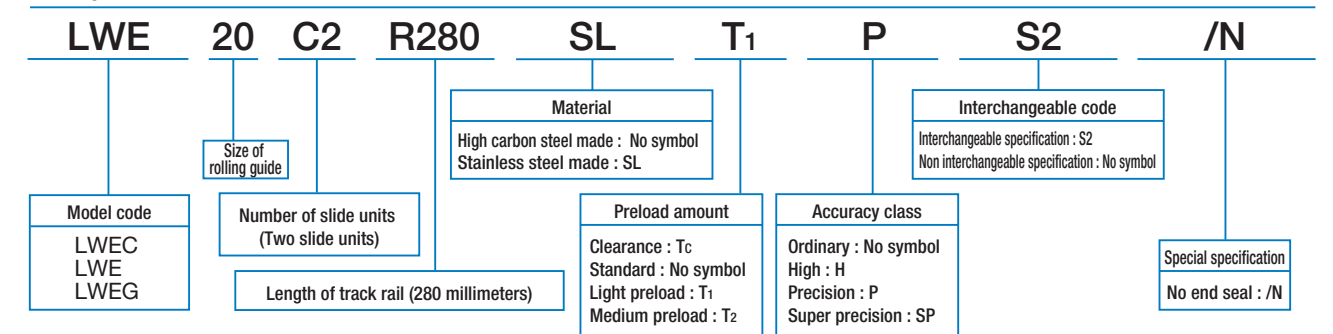 LWE 20 C2 R280 SL T1 P S2 /N
Material
High carbon steel made : No symbol
Stainless steel made : SL
Interchangeable code
Interchangeable specification : S2
Non interchangeable specification : No symbol
Size of
rolling guide
Model code
LWEC
LWE
LWEG
Number of slide units
(Two slide units)
Length of track rail (280 millimeters)
Preload amount
Clearance : Tc
Standard : No symbol
Light preload : T1
Medium preload : T2
Accuracy class
Ordinary : No symbol
High : H
Precision : P
Super precision : SP
Special specification
No end seal : /N